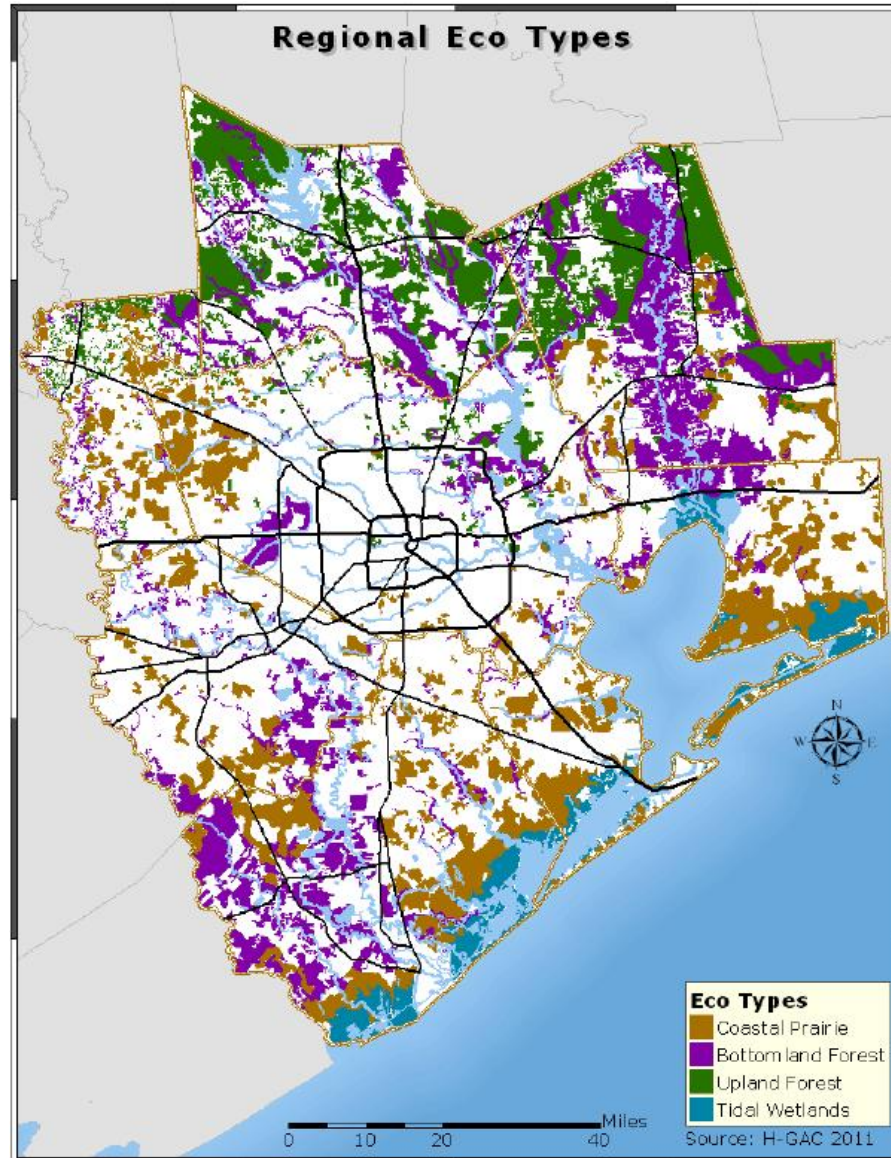 Regional Eco Types
N
W E
S
Eco Types
Coastal Prairie
Bottomland Forest
Upland Forest
Tidal Wetlands
Source: H-GAC 2011
Miles
0 10 20 40